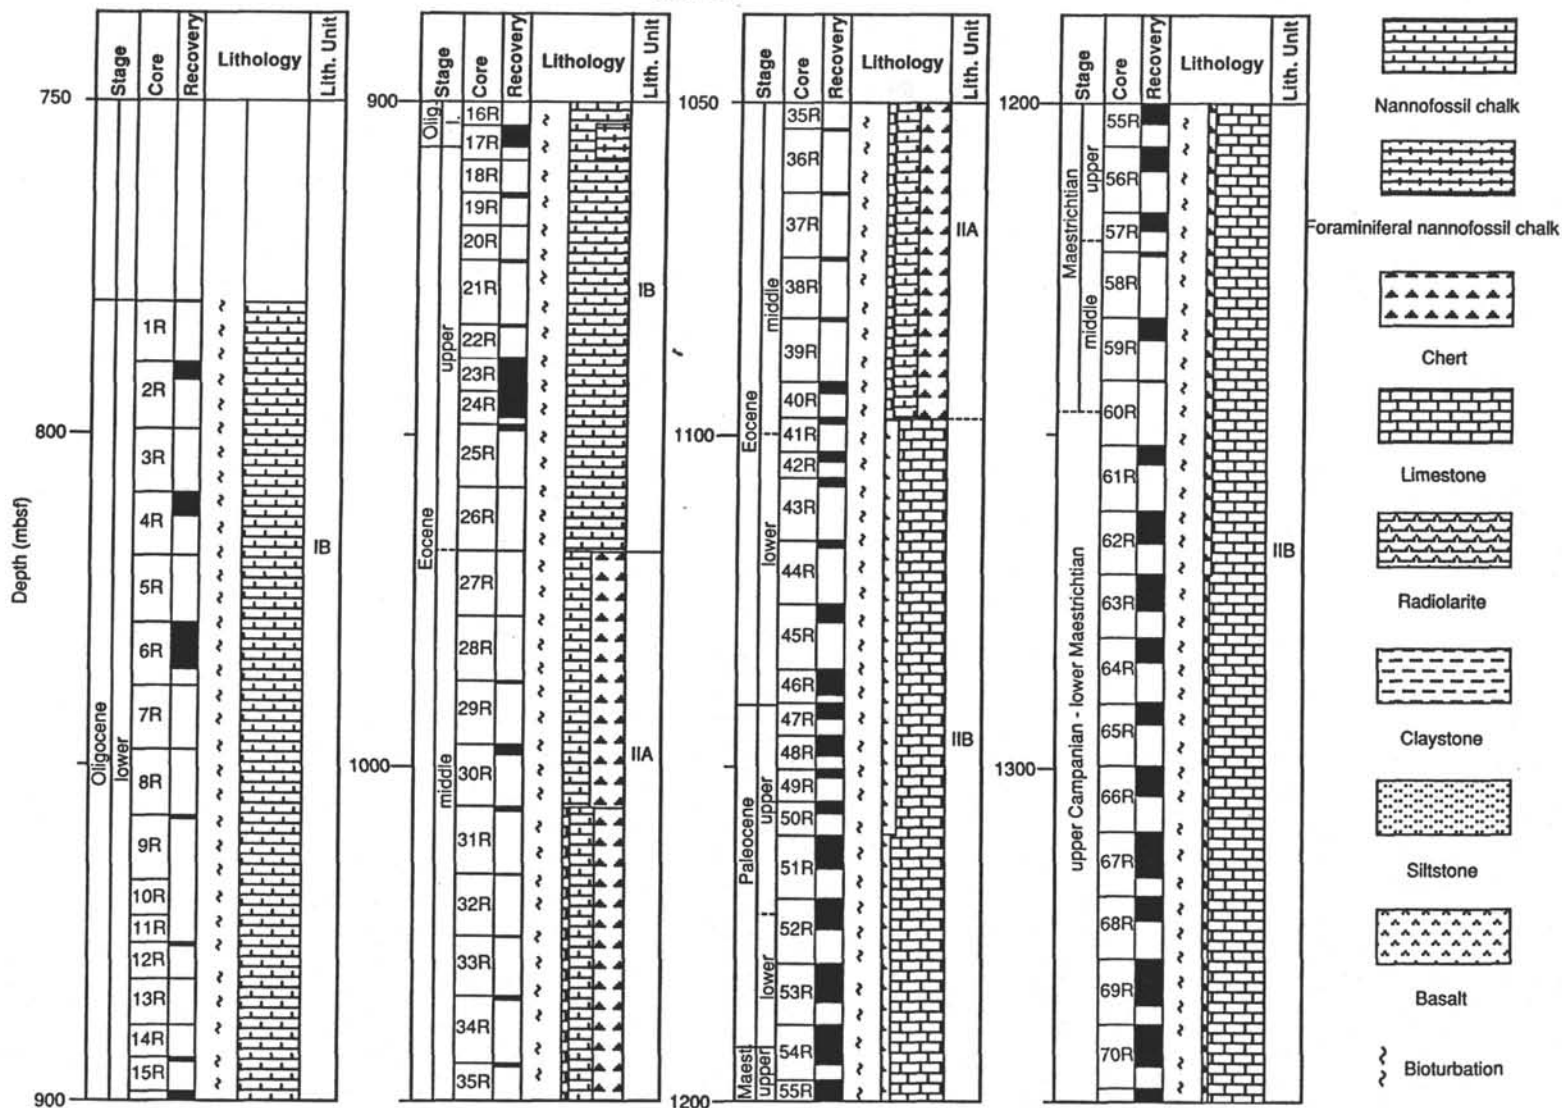 Stage
Core
Recovery
Lithology
Lith. Unit
750
800
900
Depth (mbsf)
Oligocene
lower
1R
2R
3R
4R
5R
6R
7R
8R
9R
10R
11R
12R
13R
14R
15R
IB
Stage
Core
Recovery
Lithology
Lith. Unit
900
1000
Olig.
l.
Eocene
upper
middle
16R
17R
18R
19R
20R
21R
22R
23R
24R
25R
26R
27R
28R
29R
30R
31R
32R
33R
34R
35R
IB
IIA
Stage
Core
Recovery
Lithology
Lith. Unit
1050
1100
1200
Eocene
middle
lower
Paleocene
upper
lower
Maest.
upper
35R
36R
37R
38R
39R
40R
41R
42R
43R
44R
45R
46R
47R
48R
49R
50R
51R
52R
53R
54R
55R
IIA
IIB
Stage
Core
Recovery
Lithology
Lith. Unit
1200
1300
Maestrichtian
upper
middle
upper Campanian - lower Maestrichtian
55R
56R
57R
58R
59R
60R
61R
62R
63R
64R
65R
66R
67R
68R
69R
70R
IIB
Nannofossil chalk
Foraminiferal nannofossil chalk
Chert
Limestone
Radiolarite
Claystone
Siltstone
Basalt
Bioturbation